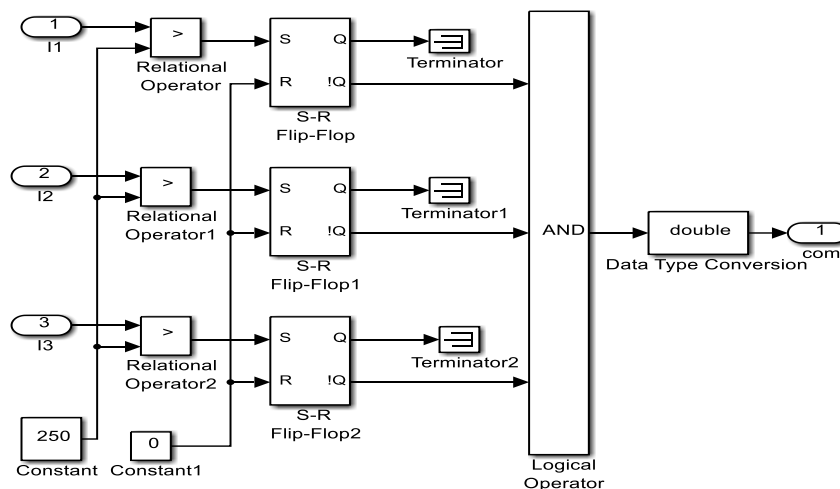 1
I1
>
Relational
Operator
S
Q
R
!Q
S-R
Flip-Flop
Terminator
2
I2
>
Relational
Operator1
S
Q
R
!Q
S-R
Flip-Flop1
Terminator1
AND
double
Data Type Conversion
1
com
3
I3
>
Relational
Operator2
S
Q
R
!Q
S-R
Flip-Flop2
Terminator2
250
Constant
0
Constant1
Logical
Operator